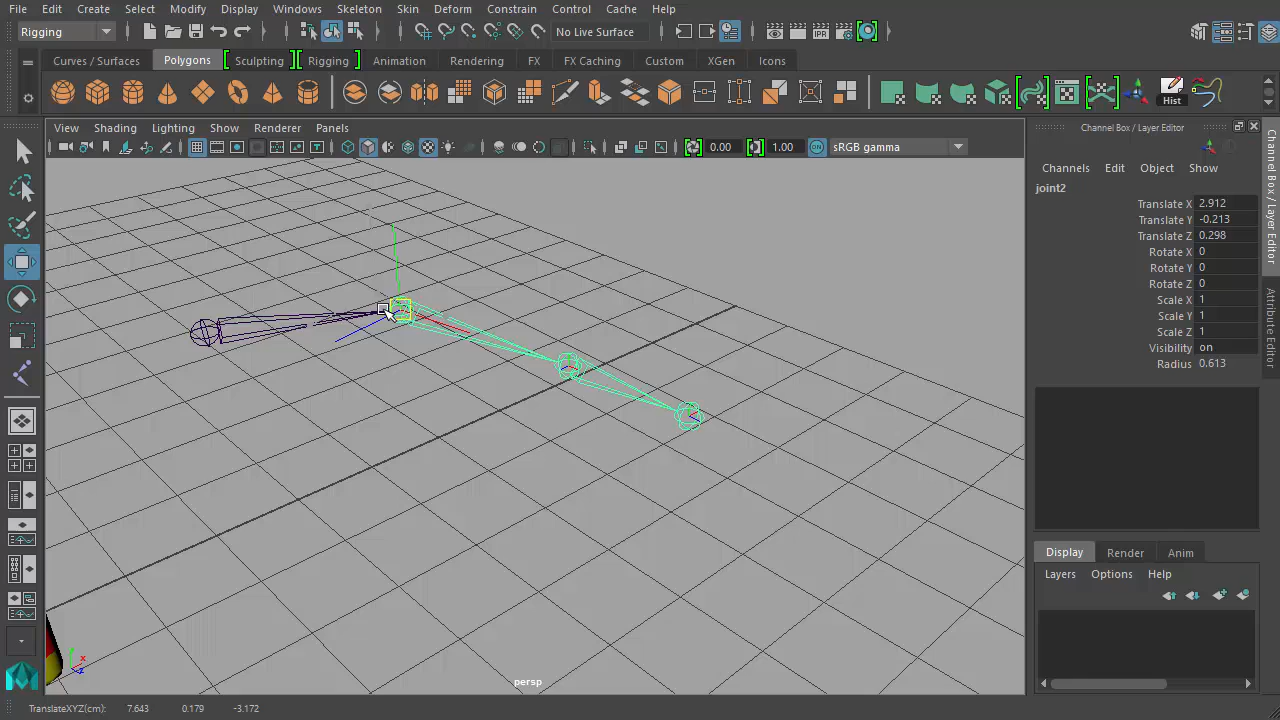 File Edit Create Select Modify Display Windows Skeleton Skin Deform Constrain Control Cache Help
Rigging
No Live Surface
IPR
Curves / Surfaces Polygons Sculpting Rigging Animation Rendering FX FX Caching Custom XGen Icons
Hist
View Shading Lighting Show Renderer Panels
0.00 1.00 ON sRGB gamma
Channel Box / Layer Editor
Channels Edit Object Show
joint2
Translate X 2.912
Translate Y -0.213
Translate Z 0.298
Rotate X 0
Rotate Y 0
Rotate Z 0
Scale X 1
Scale Y 1
Scale Z 1
Visibility on
Radius 0.613
Channel Box / Layer Editor
Attribute Editor
Display Render Anim
Layers Options Help
persp
Y
X
Z
TranslateXYZ(cm): 7.643 0.179 -3.172